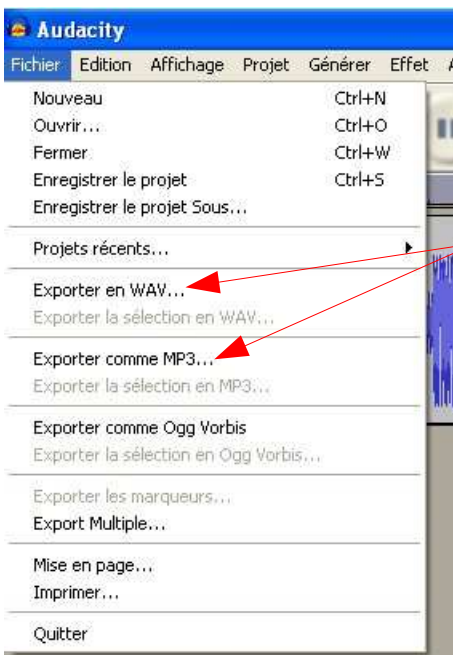 Audacity
Fichier Edition Affichage Projet Générer Effet
Nouveau Ctrl+N
Ouvrir... Ctrl+O
Fermer Ctrl+W
Enregistrer le projet Ctrl+S
Enregistrer le projet Sous...
Projets récents...
Exporter en WAV...
Exporter la sélection en WAV...
Exporter comme MP3...
Exporter la sélection en MP3...
Exporter comme Ogg Vorbis
Exporter la sélection en Ogg Vorbis...
Exporter les marqueurs...
Export Multiple...
Mise en page...
Imprimer...
Quitter